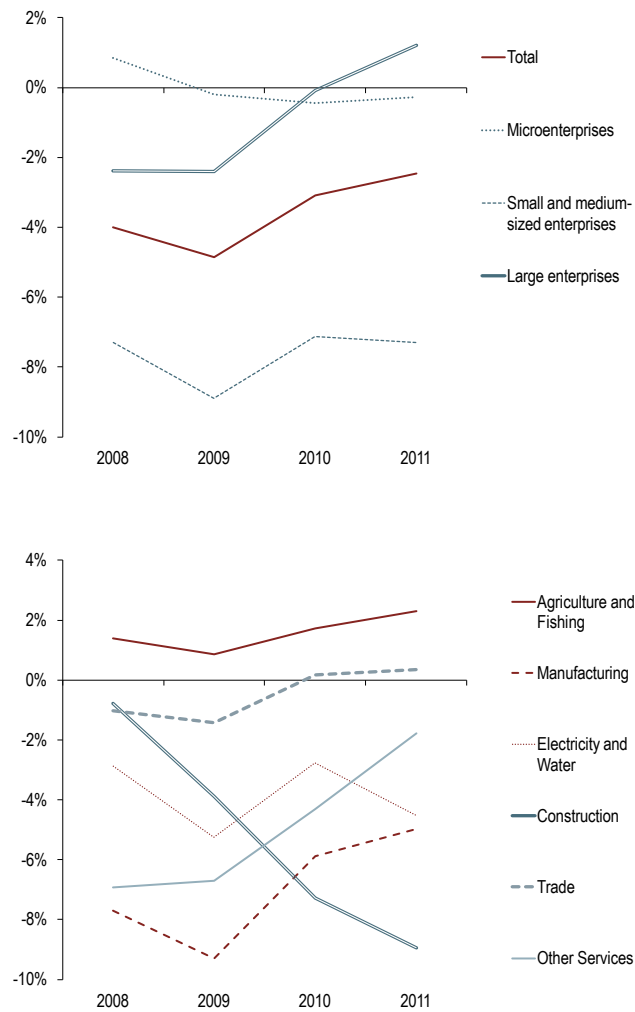 2%
0%
-2%
-4%
-6%
-8%
-10%
2008 2009 2010 2011
Total
Microenterprises
Small and medium-
sized enterprises
Large enterprises
4%
2%
0%
-2%
-4%
-6%
-8%
-10%
2008 2009 2010 2011
Agriculture and
Fishing
Manufacturing
Electricity and
Water
Construction
Trade
Other Services